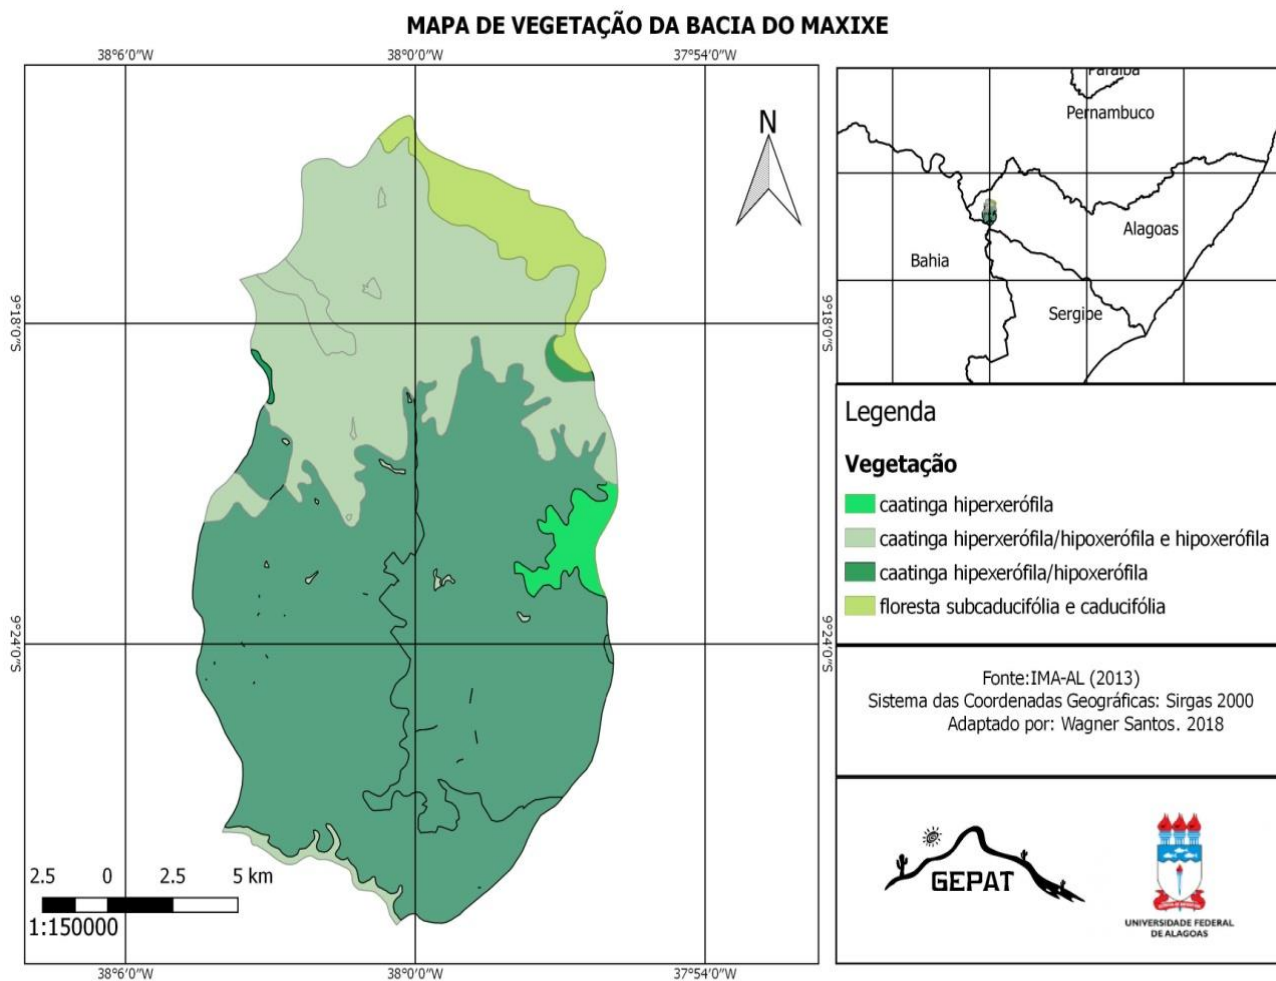 MAPA DE VEGETAÇÃO DA BACIA DO MAXIXE
38°6'0"W
38°0'0"W
37°54'0"W
N
9°18'0"S
9°18'0"S
9°24'0"S
9°24'0"S
2.5 0 2.5 5 km
1:150000
38°6'0"W
38°0'0"W
37°54'0"W
Paraíba
Pernambuco
Alagoas
Bahia
Sergipe
Legenda
Vegetação
caatinga hiperxerófila
caatinga hiperxerófila/hipoxerófila e hipoxerófila
caatinga hipexerófila/hipoxerófila
floresta subcaducifólia e caducifólia
Fonte:IMA-AL (2013)
Sistema das Coordenadas Geográficas: Sirgas 2000
Adaptado por: Wagner Santos. 2018
GEPAT
UNIVERSIDADE FEDERAL
DE ALAGOAS